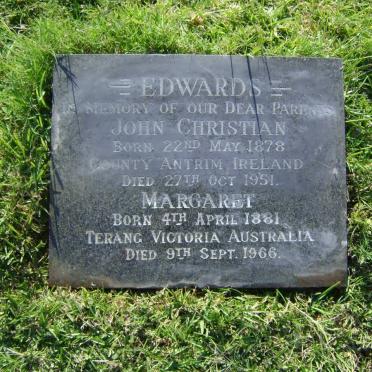 EDWARDS
IN MEMORY OF OUR DEAR PARENTS
JOHN CHRISTIAN
BORN 22ND MAY 1878
COUNTY ANTRIM IRELAND
DIED 27TH OCT 1951.
MARGARET
BORN 4TH APRIL 1881
TERANG VICTORIA AUSTRALIA
DIED 9TH SEPT. 1966.